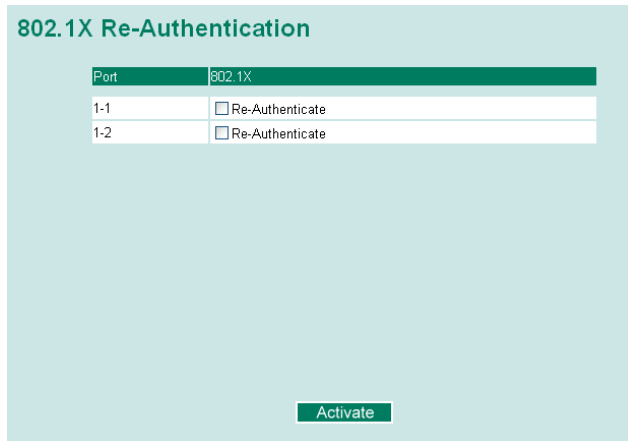 802.1X Re-Authentication
Port 802.1X
1-1 Re-Authenticate
1-2 Re-Authenticate
Activate